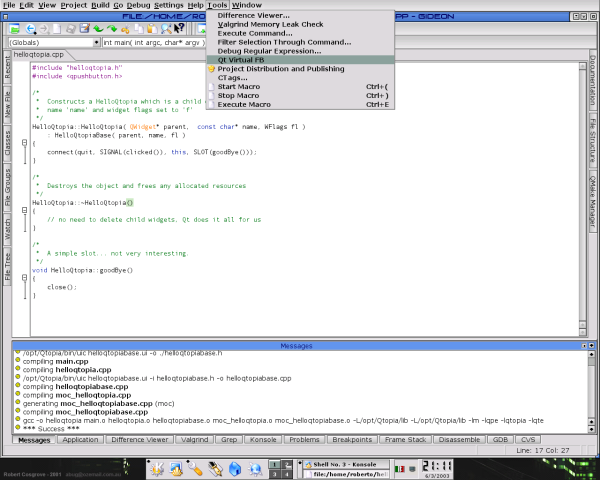 File Edit View Project Build Go Debug Settings Help Tools Window
FILE:/HOME/RO
PP - GIDEON
(Globals)
int main( int argc, char* argv )
helloqtopia.cpp
Difference Viewer...
Valgrind Memory Leak Check
Execute Command...
Filter Selection Through Command...
Debug Regular Expression...
Qt Virtual FB
Project Distribution and Publishing
CTags...
Start Macro Ctrl+(
Stop Macro Ctrl+)
Execute Macro Ctrl+E
Recent
New File
Classes
File Groups
Watch
File Tree
Documentation
File Structure
QMake Manager
#include "helloqtopia.h"
#include <qpushbutton.h>
/*
* Constructs a HelloQtopia which is a child
* name 'name' and widget flags set to 'f'
*/
HelloQtopia::HelloQtopia( QWidget* parent, const char* name, WFlags fl )
: HelloQtopiaBase( parent, name, fl )
{
connect(quit, SIGNAL(clicked()), this, SLOT(goodBye()));
}
/*
* Destroys the object and frees any allocated resources
*/
HelloQtopia::~HelloQtopia()
{
// no need to delete child widgets, Qt does it all for us
}
/*
* A simple slot... not very interesting.
*/
void HelloQtopia::goodBye()
{
close();
}
Messages
/opt/Qtopia/bin/uic helloqtopiabase.ui -o ./helloqtopiabase.h
compiling main.cpp
compiling helloqtopia.cpp
/opt/Qtopia/bin/uic helloqtopiabase.ui -i helloqtopiabase.h -o helloqtopiabase.cpp
compiling helloqtopiabase.cpp
compiling moc_helloqtopia.cpp
generating moc_helloqtopiabase.cpp (moc)
compiling moc_helloqtopiabase.cpp
gcc -o helloqtopia main.o helloqtopia.o helloqtopiabase.o moc_helloqtopia.o moc_helloqtopiabase.o -L/opt/Qtopia/lib -L/opt/Qtopia/lib -lm -lqpe -lqtopia -lqte
*** Success ***
Messages Application Difference Viewer Valgrind Grep Konsole Problems Breakpoints Frame Stack Disassemble GDB CVS
Line: 17 Col: 27
1 2
3 4
Shell No. 3 - Konsole
file:/home/roberto/hel
21:11
6/3/2003